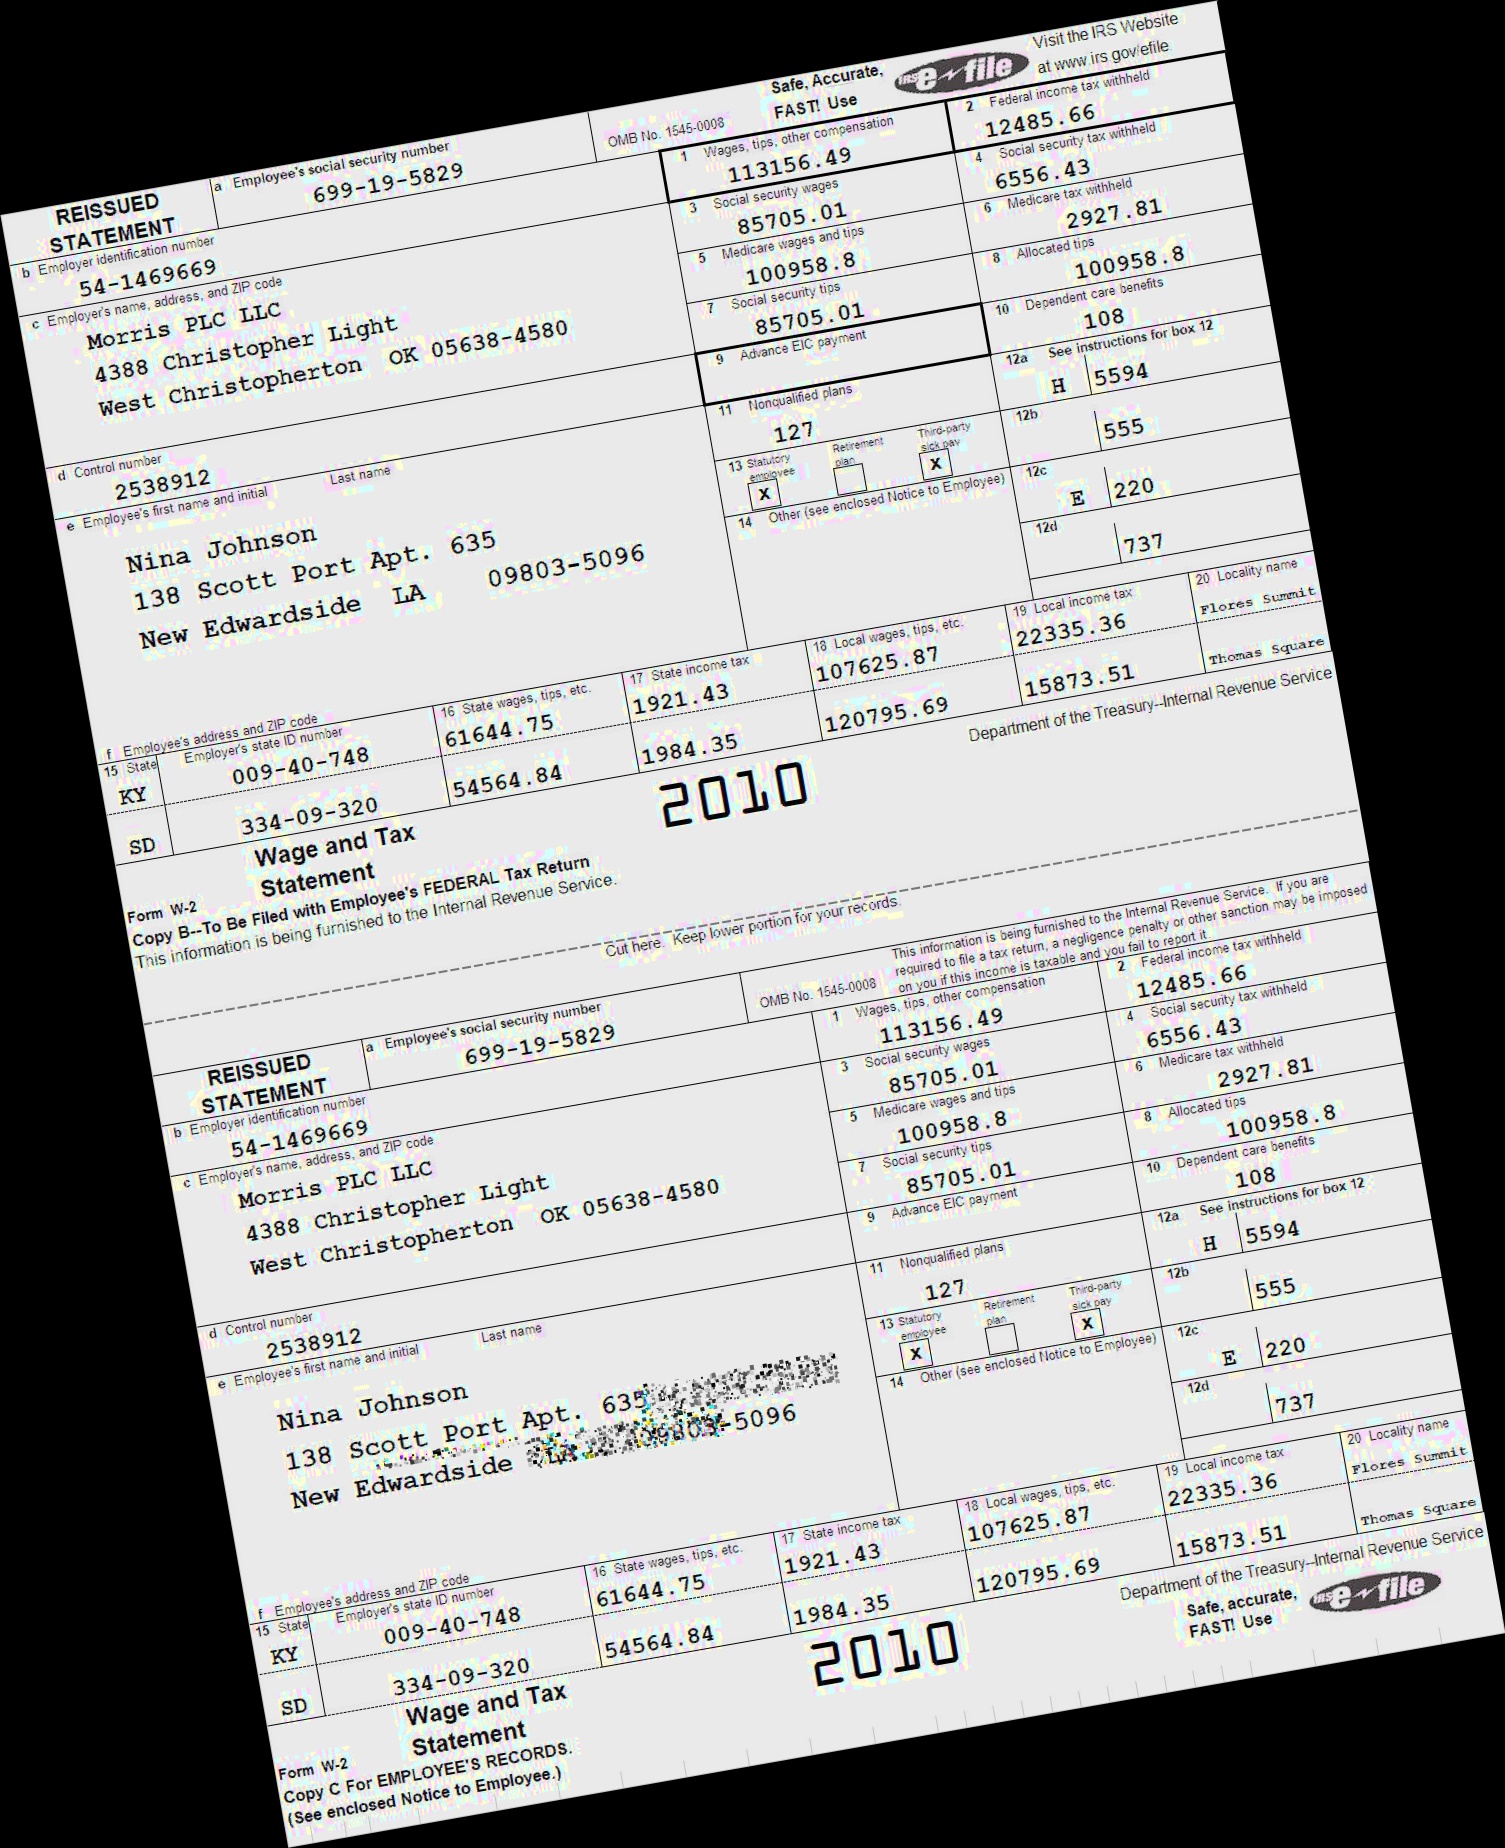 Visit the IRS Website
at www.irs.gov/efile.
Safe, Accurate,
FAST! Use
IRS e-file
REISSUED
STATEMENT
a Employee's social security number
699-19-5829
OMB No. 1545-0008
1 Wages, tips, other compensation
113156.49
2 Federal income tax withheld
12485.66
3 Social security wages
85705.01
4 Social security tax withheld
6556.43
b Employer identification number
54-1469669
5 Medicare wages and tips
100958.8
6 Medicare tax withheld
2927.81
c Employer's name, address, and ZIP code
Morris PLC LLC
4388 Christopher Light
West Christopherton OK 05638-4580
7 Social security tips
85705.01
8 Allocated tips
100958.8
9 Advance EIC payment
10 Dependent care benefits
108
11 Nonqualified plans
127
12a See instructions for box 12
H 5594
12b
555
12c
E 220
12d
737
13 Statutory employee
X
Retirement plan
Third-party sick pay
X
14 Other (see enclosed Notice to Employee)
d Control number
2538912
e Employee's first name and initial
Last name
Nina Johnson
138 Scott Port Apt. 635
New Edwardside LA 09803-5096
f Employee's address and ZIP code
15 State
Employer's state ID number
16 State wages, tips, etc.
17 State income tax
18 Local wages, tips, etc.
19 Local income tax
20 Locality name
KY 009-40-748 61644.75 1921.43 107625.87 22335.36 Flores Summit
SD 334-09-320 54564.84 1984.35 120795.69 15873.51 Thomas Square
Wage and Tax
Statement
2010
Department of the Treasury--Internal Revenue Service
Form W-2
Copy B--To Be Filed with Employee's FEDERAL Tax Return
This information is being furnished to the Internal Revenue Service.
Cut here. Keep lower portion for your records.
This information is being furnished to the Internal Revenue Service. If you are
required to file a tax return, a negligence penalty or other sanction may be imposed
on you if this income is taxable and you fail to report it.
REISSUED
STATEMENT
a Employee's social security number
699-19-5829
OMB No. 1545-0008
1 Wages, tips, other compensation
113156.49
2 Federal income tax withheld
12485.66
3 Social security wages
85705.01
4 Social security tax withheld
6556.43
b Employer identification number
54-1469669
5 Medicare wages and tips
100958.8
6 Medicare tax withheld
2927.81
c Employer's name, address, and ZIP code
Morris PLC LLC
4388 Christopher Light
West Christopherton OK 05638-4580
7 Social security tips
85705.01
8 Allocated tips
100958.8
9 Advance EIC payment
10 Dependent care benefits
108
11 Nonqualified plans
127
12a See instructions for box 12
H 5594
12b
555
12c
E 220
12d
737
13 Statutory employee
X
Retirement plan
Third-party sick pay
X
14 Other (see enclosed Notice to Employee)
d Control number
2538912
e Employee's first name and initial
Last name
Nina Johnson
138 Scott Port Apt. 635
New Edwardside 09803-5096
f Employee's address and ZIP code
15 State
Employer's state ID number
16 State wages, tips, etc.
17 State income tax
18 Local wages, tips, etc.
19 Local income tax
20 Locality name
KY 009-40-748 61644.75 1921.43 107625.87 22335.36 Flores Summit
SD 334-09-320 54564.84 1984.35 120795.69 15873.51 Thomas Square
Wage and Tax
Statement
2010
Department of the Treasury--Internal Revenue Service
Safe, accurate,
FAST! Use
IRS e-file
Form W-2
Copy C For EMPLOYEE'S RECORDS.
(See enclosed Notice to Employee.)